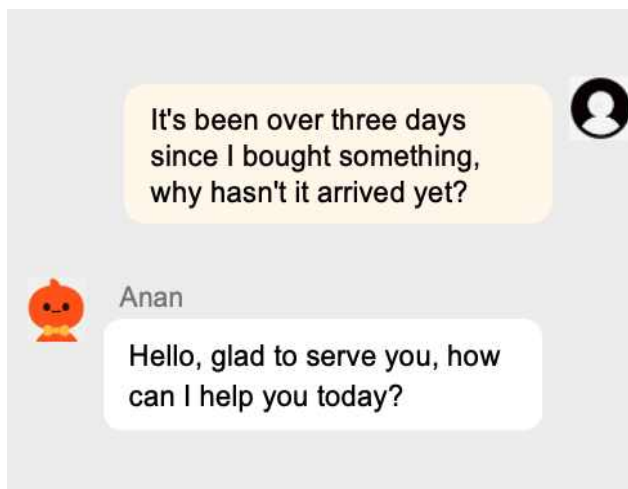 It's been over three days
since I bought something,
why hasn't it arrived yet?
Anan
Hello, glad to serve you, how
can I help you today?